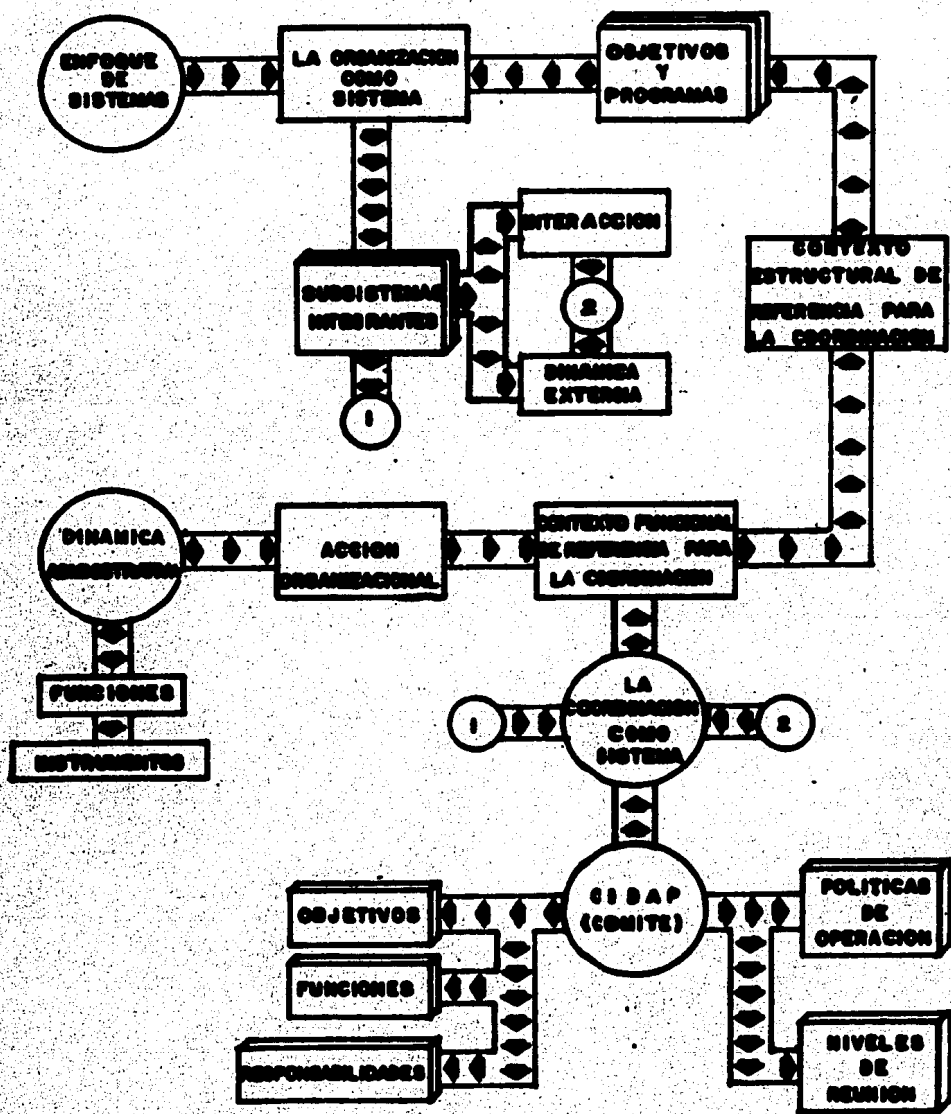 ENFOQUE
DE
SISTEMAS
LA ORGANIZACION
COMO
SISTEMA
OBJETIVOS
Y
PROGRAMAS
INTERACCION
SUBSISTEMAS
INTEGRANTES
2
DINAMICA
EXTERNA
1
CONTEXTO
ESTRUCTURAL DE
REFERENCIA PARA
LA COORDINACION
DINAMICA
ACCION
ORGANIZACIONAL
CONTEXTO FUNCIONAL
DE REFERENCIA PARA
LA COORDINACION
FUNCIONES
INSTRUMENTOS
1
LA
COORDINACION
COMO
SISTEMA
2
CIDAP
(COMITE)
OBJETIVOS
FUNCIONES
RESPONSABILIDADES
POLITICAS
DE
OPERACION
NIVELES
DE
REUNION